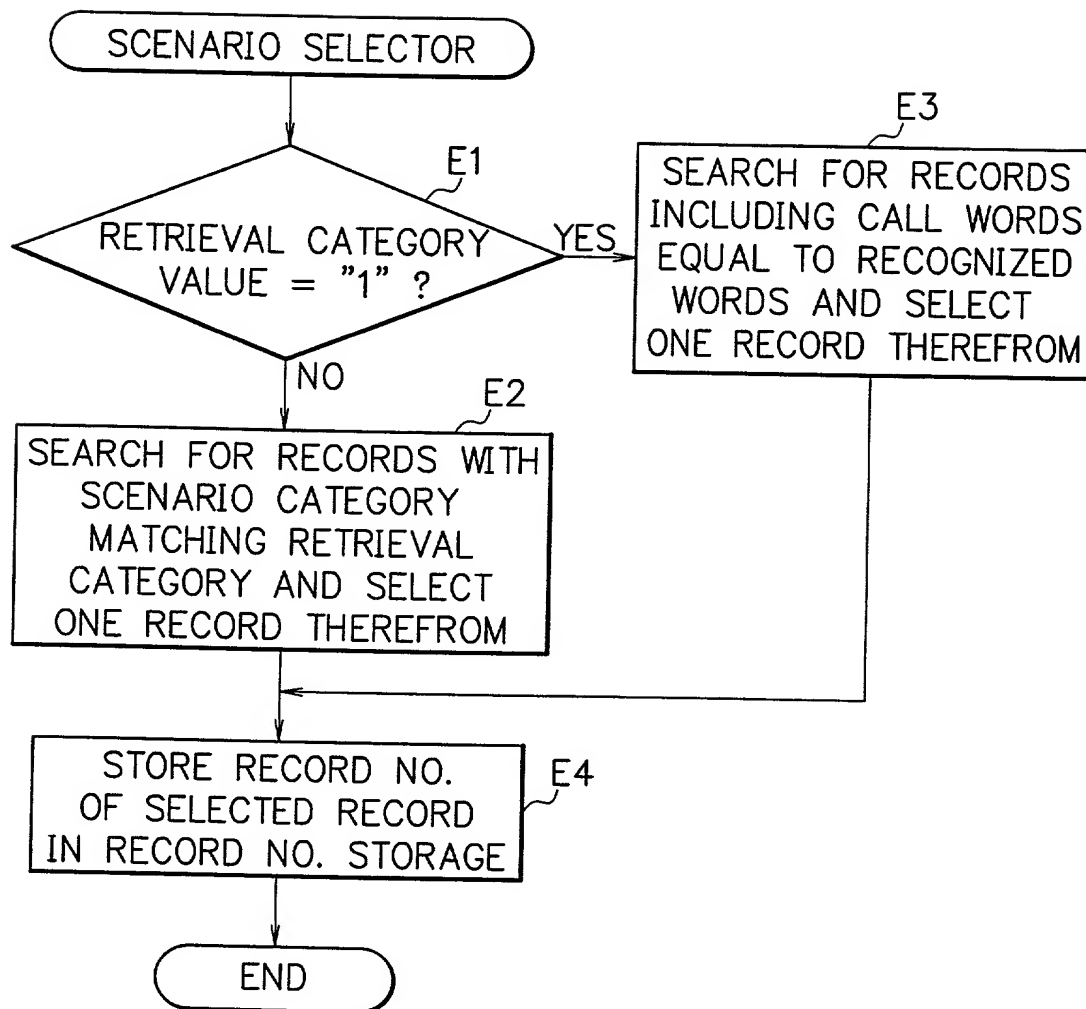 SCENARIO SELECTOR
E1
RETRIEVAL CATEGORY
VALUE = "1" ?
YES
NO
E3
SEARCH FOR RECORDS
INCLUDING CALL WORDS
EQUAL TO RECOGNIZED
WORDS AND SELECT
ONE RECORD THEREFROM
E2
SEARCH FOR RECORDS WITH
SCENARIO CATEGORY
MATCHING RETRIEVAL
CATEGORY AND SELECT
ONE RECORD THEREFROM
STORE RECORD NO.
OF SELECTED RECORD
IN RECORD NO. STORAGE
E4
END